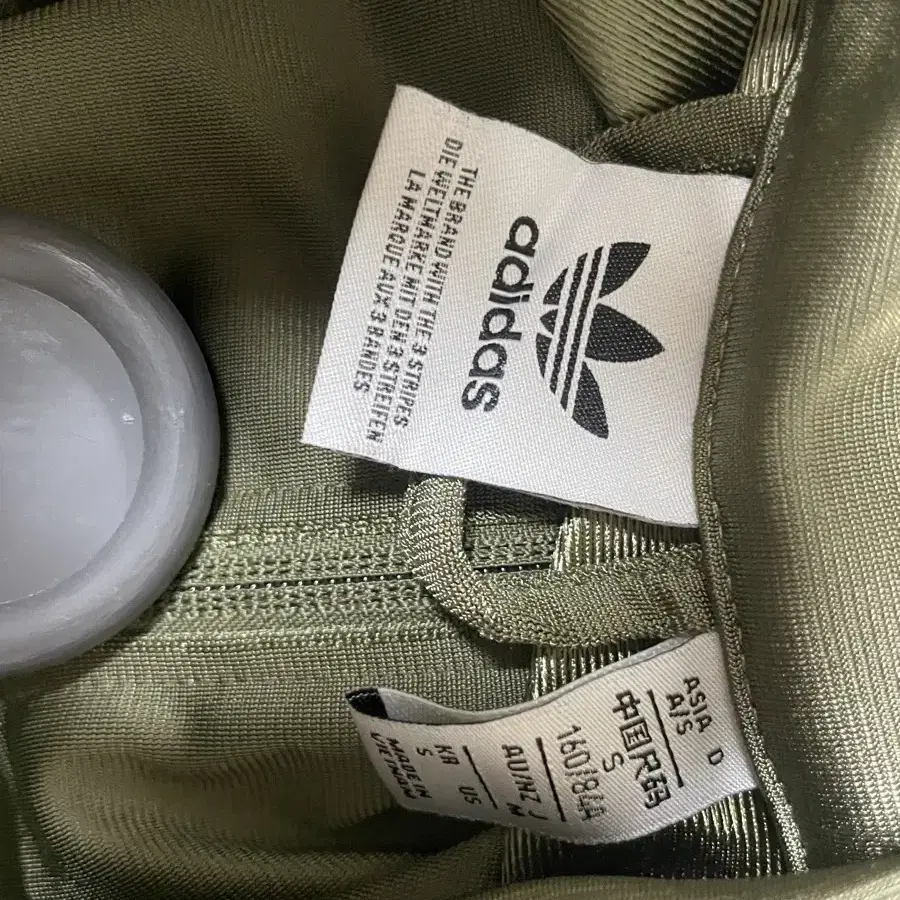 adidas
THE BRAND WITH THE 3 STRIPES
DIE WELTMARKE MIT DEN 3 STREIFEN
LA MARQUE AUX 3 BANDES
ASIA D
A/S
中国尺码
S
160/84A
AU/NZ J
M
KR US
S
MADE IN
VIETNAM